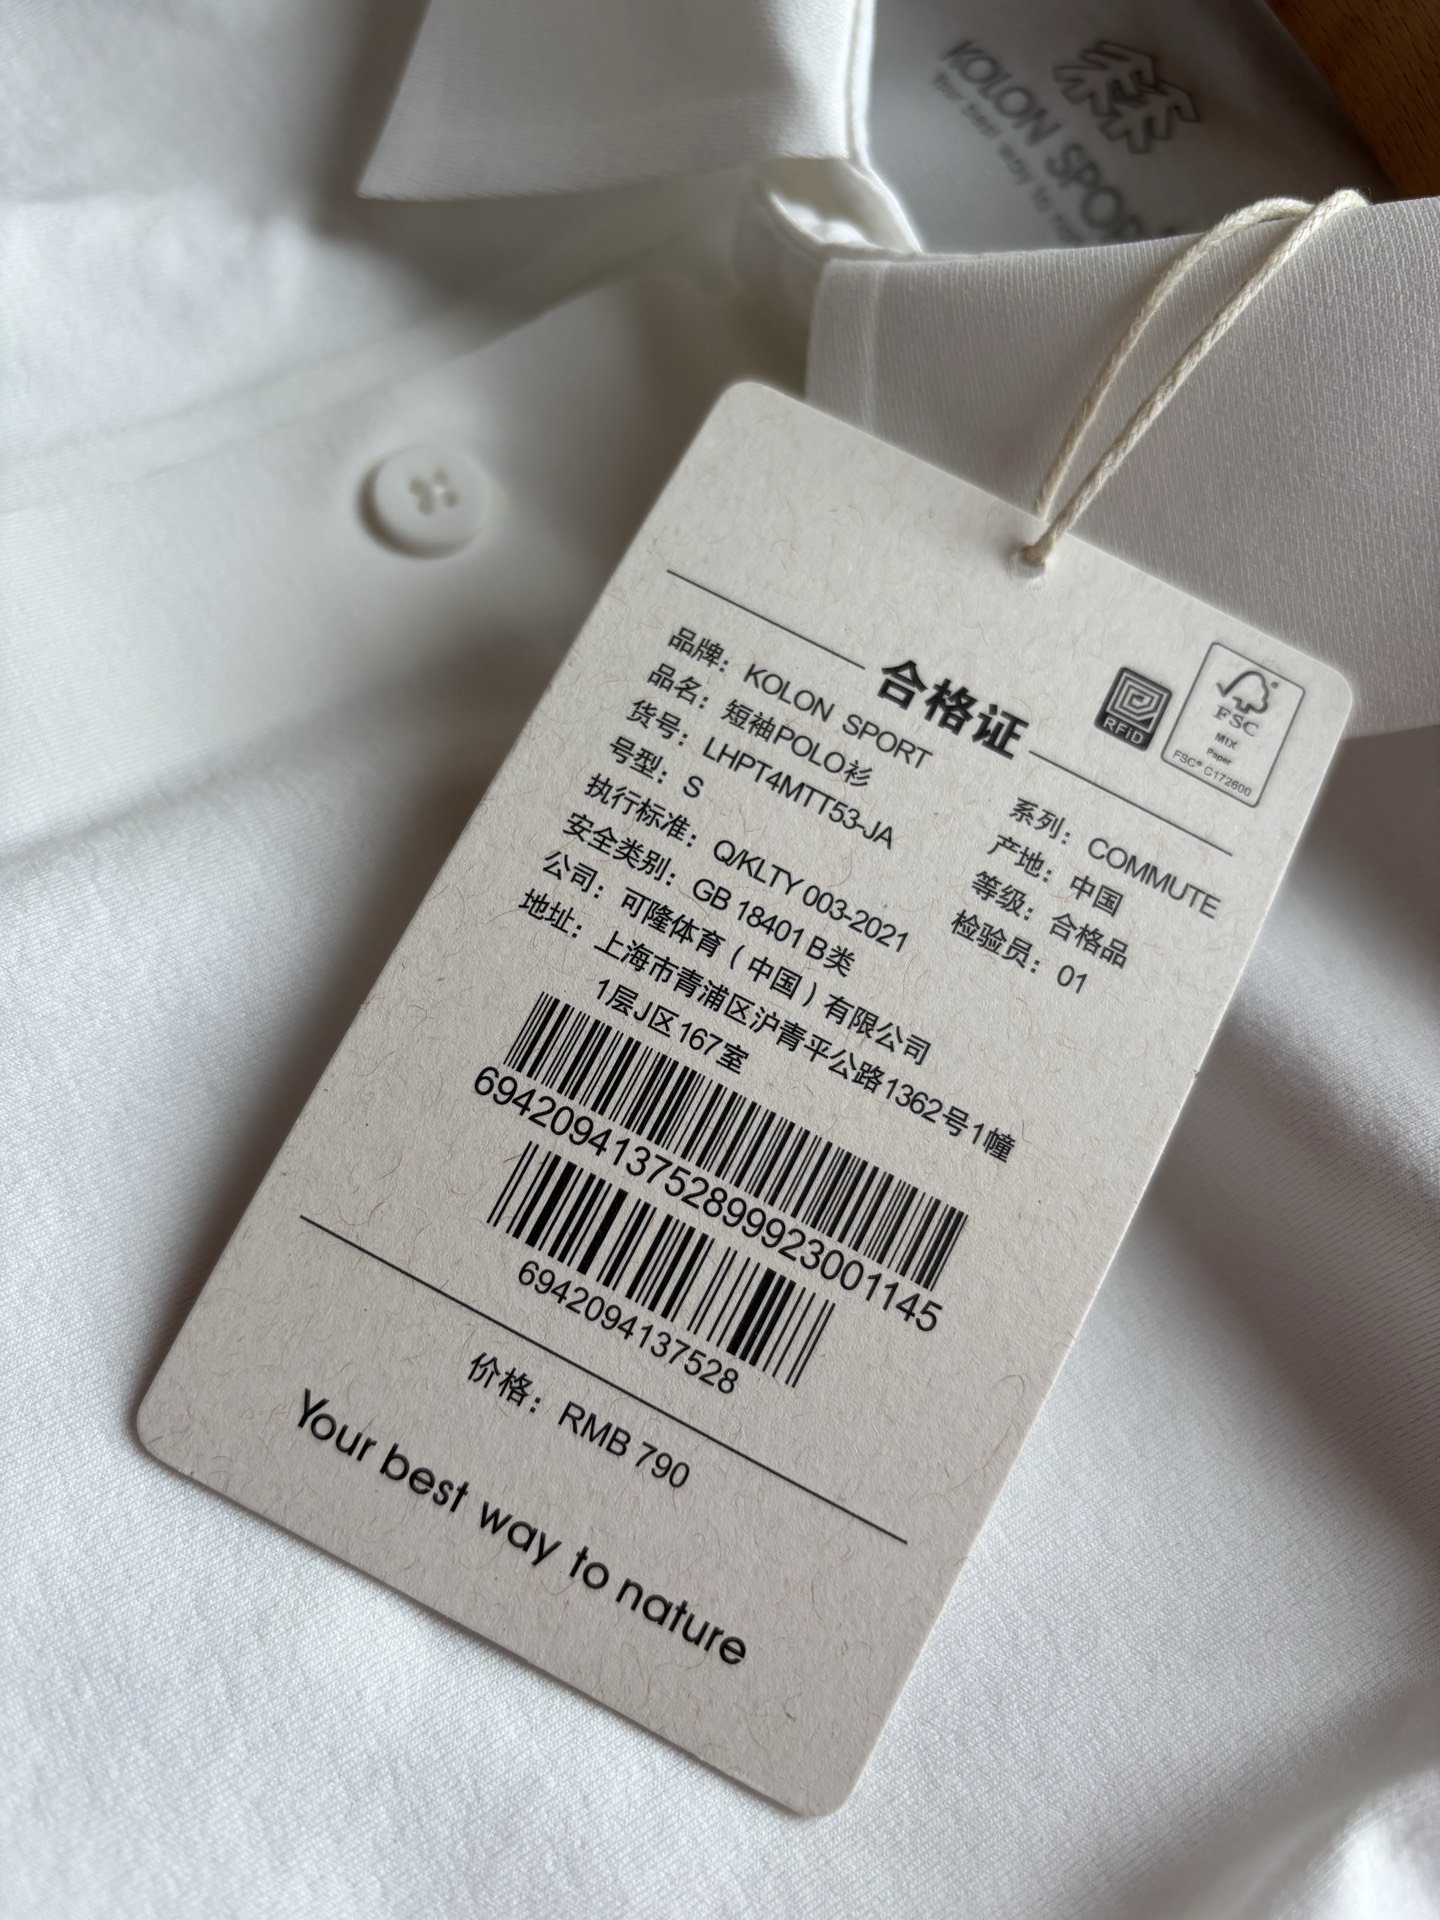 KOLON SPOR
Your best way to
合格证
RFiD
FSC
MIX
Paper
FSC® C172600
品牌：KOLON SPORT
系列：COMMUTE
品名：短袖POLO衫
产地：中国
货号：LHPT4MTT53-JA
等级：合格品
号型：S
检验员：01
执行标准：Q/KLTY 003-2021
安全类别：GB 18401 B类
公司：可隆体育（中国）有限公司
地址：上海市青浦区沪青平公路1362号1幢
1层J区167室
694209413752899923001145
6942094137528
价格：RMB 790
Your best way to nature